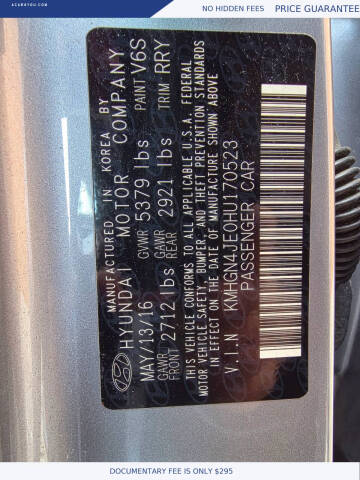 ACARNYOU.COM
NO HIDDEN FEES PRICE GUARANTEE
MANUFACTURED IN KOREA BY
HYUNDAI MOTOR COMPANY
MAY/13/16 GVWR 5379 lbs PAINT V6S
GAWR FRONT 2712 lbs GAWR REAR 2921 lbs TRIM RRY
THIS VEHICLE CONFORMS TO ALL APPLICABLE U.S.A. FEDERAL
MOTOR VEHICLE SAFETY, BUMPER, AND THEFT PREVENTION STANDARDS
IN EFFECT ON THE DATE OF MANUFACTURE SHOWN ABOVE
V.I.N KMHGN4JE0HU170523
PASSENGER CAR
DOCUMENTARY FEE IS ONLY $295